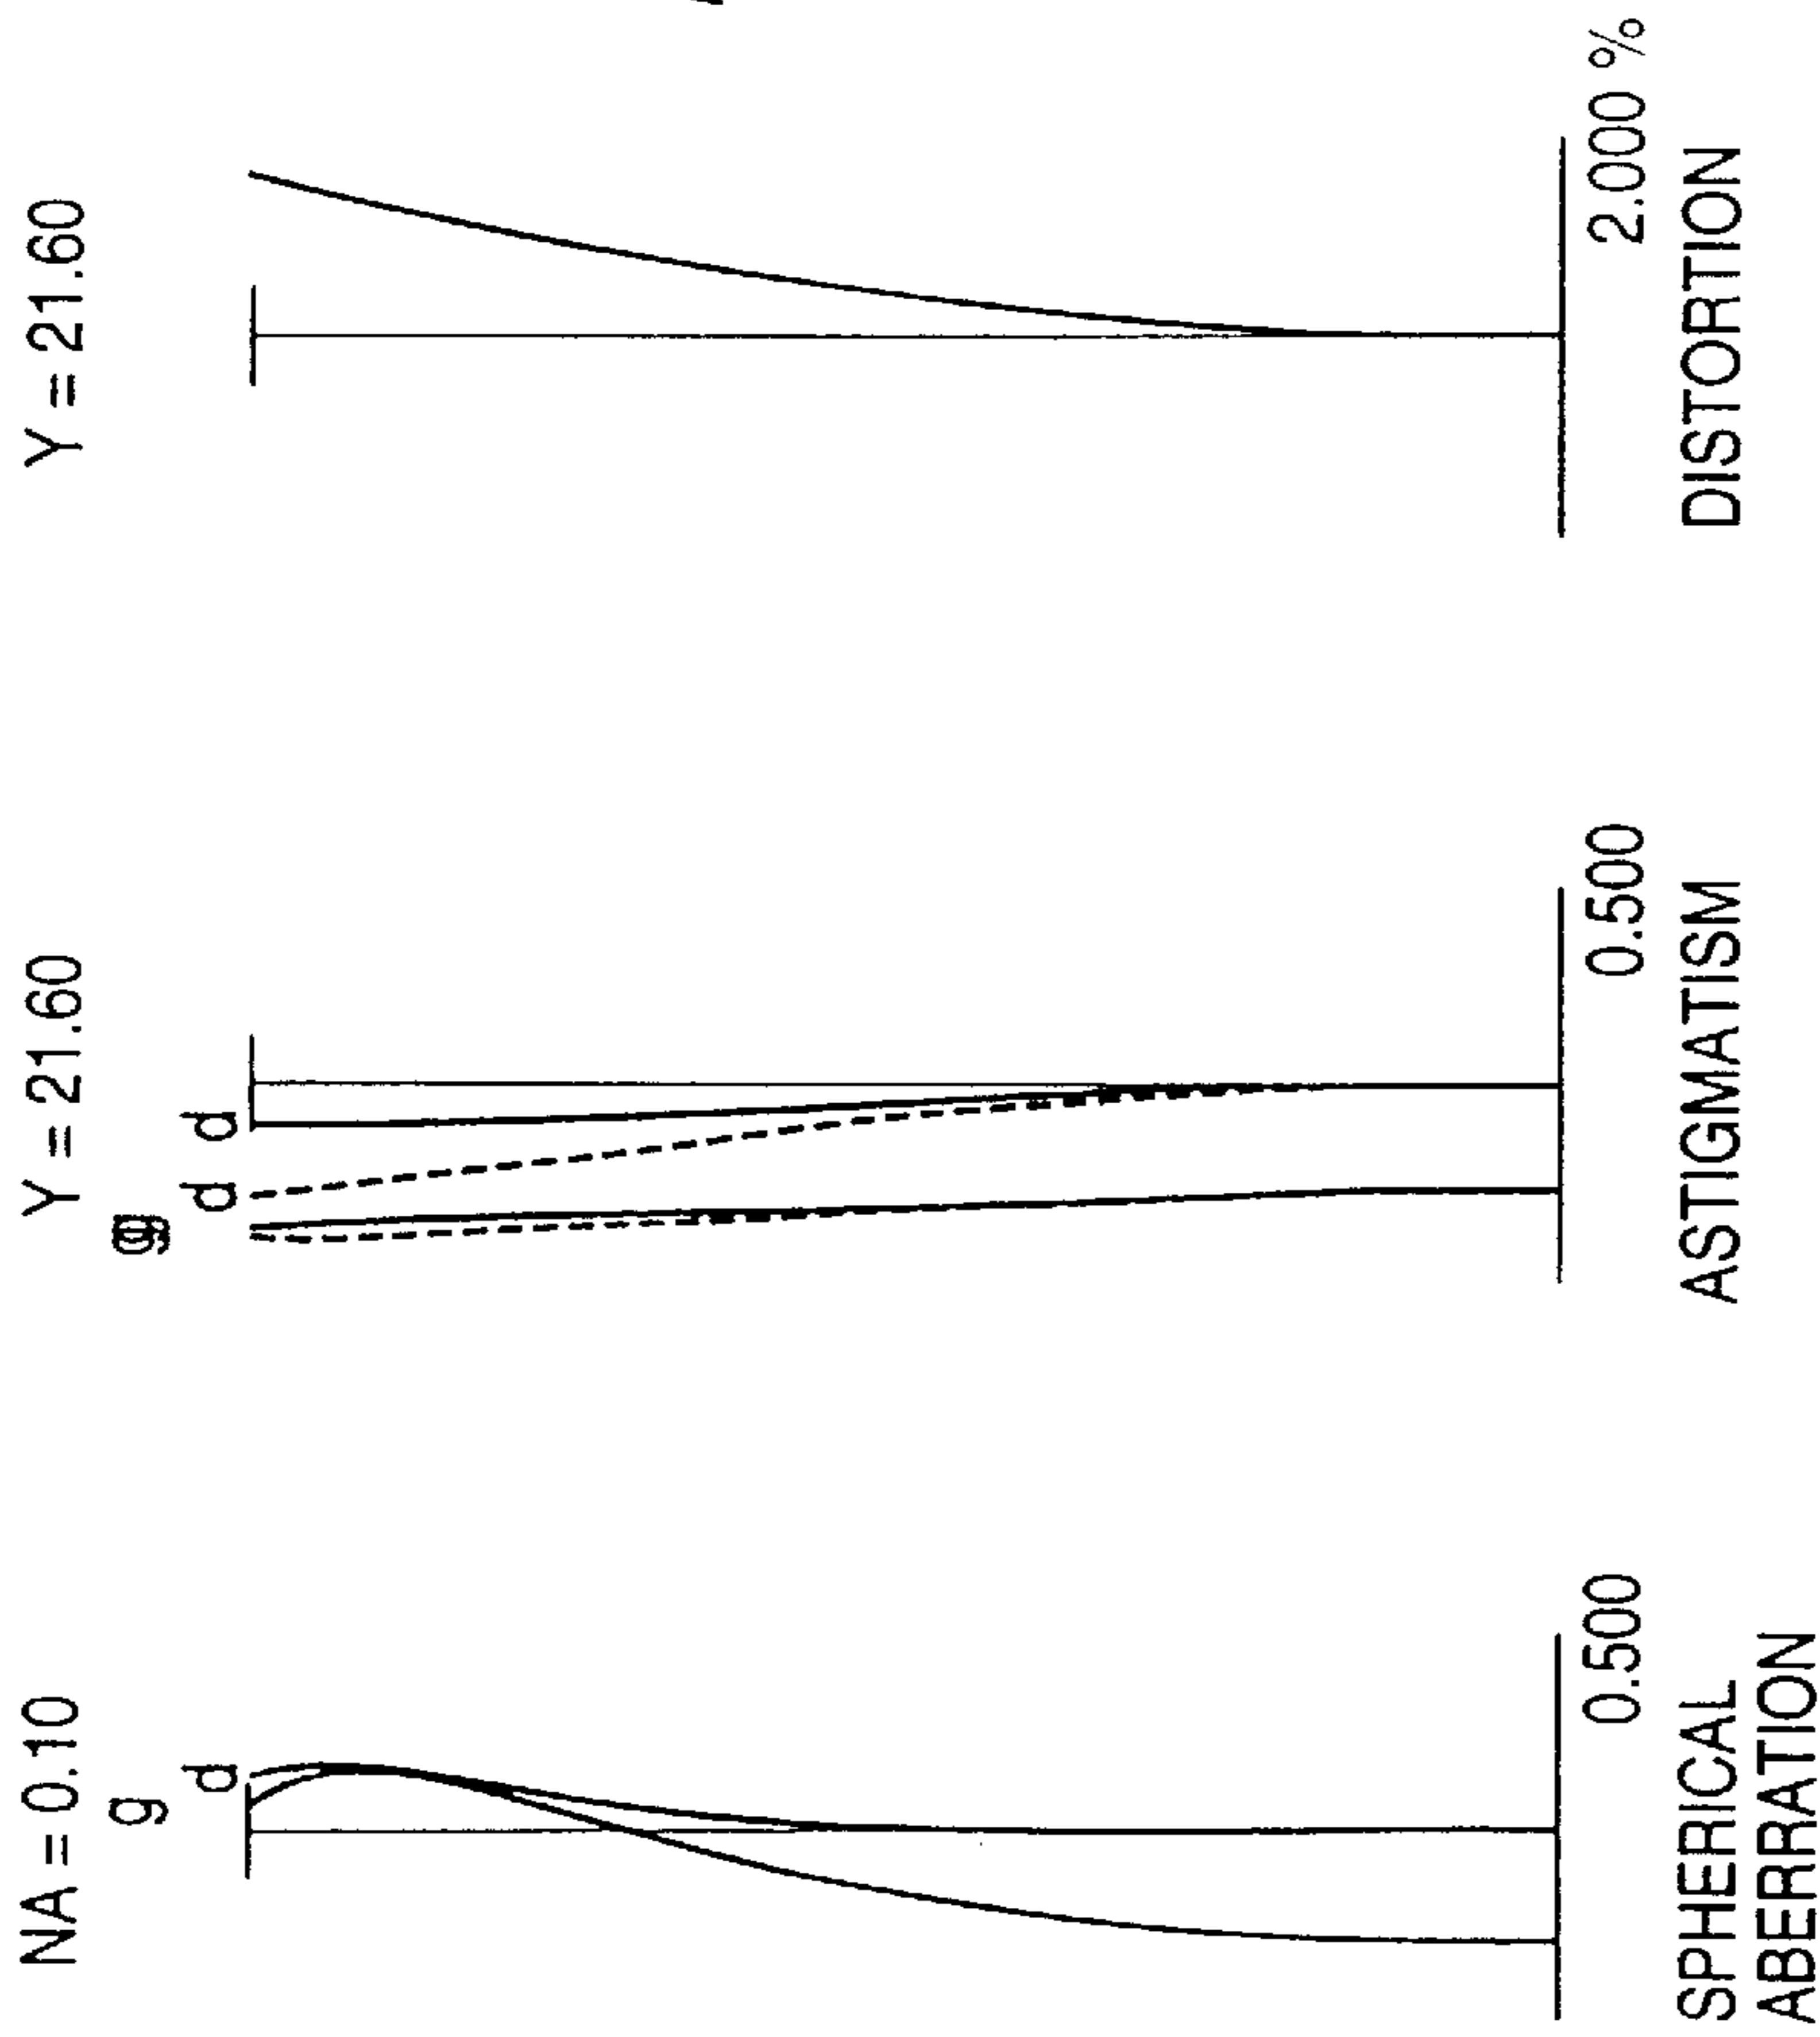 NA = 0.10
g
d
0.500
SPHERICAL
ABERRATION
Y = 21.60
g
g
d
d
0.500
ASTIGMATISM
Y = 21.60
2.000 %
DISTORTION